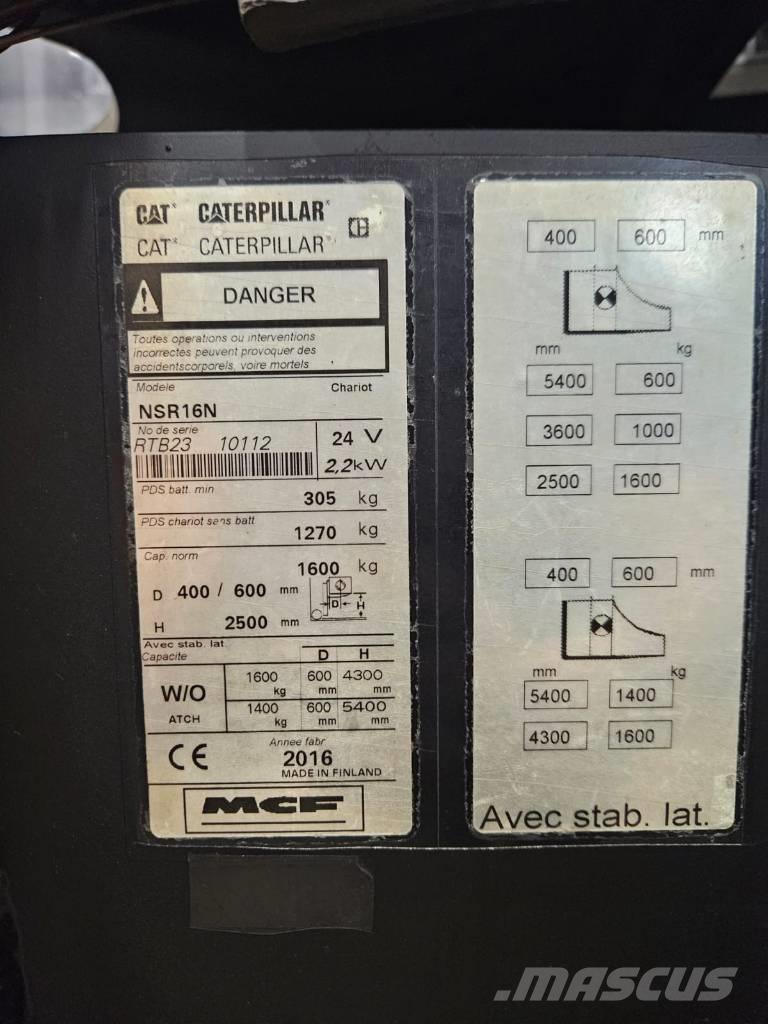 CAT CATERPILLAR
CAT CATERPILLAR
DANGER
Toutes operations ou interventions
incorrectes peuvent provoquer des
accidentscorporels, voire mortels
Modele Chariot
NSR16N
No de serie
RTB23 10112 24 V
2,2kW
PDS batt. min
305 kg
PDS chariot sans batt
1270 kg
Cap. norm
1600 kg
D 400 / 600 mm
D H
H 2500 mm
Avec stab. lat.
Capacite D H
W/O ATCH
1600 kg 600 mm 4300 mm
1400 kg 600 mm 5400 mm
CE
Annee fabr
2016
MADE IN FINLAND
MCF
400 600 mm
mm kg
5400 600
3600 1000
2500 1600
400 600 mm
mm kg
5400 1400
4300 1600
Avec stab. lat.
MASCUS